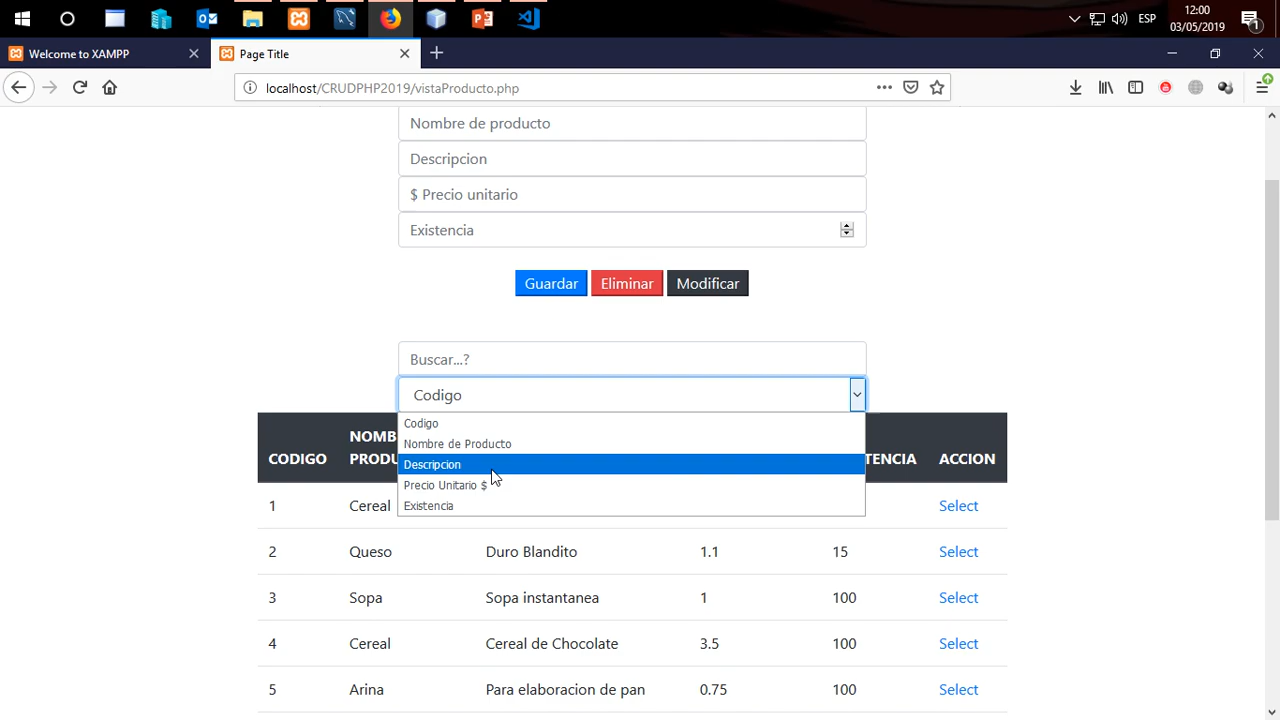 12:00
ESP
03/05/2019
1
Welcome to XAMPP
Page Title
localhost/CRUDPHP2019/vistaProducto.php
Nombre de producto
Descripcion
$ Precio unitario
Existencia
Guardar Eliminar Modificar
Buscar...?
Codigo
Codigo
Nombre de Producto
Descripcion
Precio Unitario $
Existencia
CODIGO NOMB PRODU TENCIA ACCION
1 Cereal Select
2 Queso Duro Blandito 1.1 15 Select
3 Sopa Sopa instantanea 1 100 Select
4 Cereal Cereal de Chocolate 3.5 100 Select
5 Arina Para elaboracion de pan 0.75 100 Select